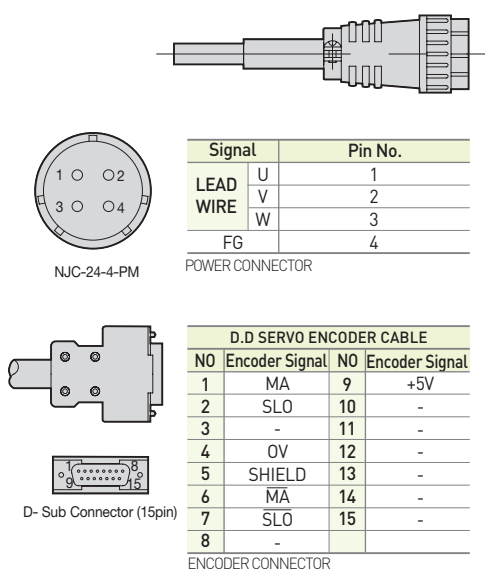 Signal Pin No.
LEAD WIRE U 1
V 2
W 3
FG 4
POWER CONNECTOR
1 2
3 4
NJC-24-4-PM
D.D SERVO ENCODER CABLE
NO Encoder Signal NO Encoder Signal
1 MA 9 +5V
2 SLO 10 -
3 - 11 -
4 0V 12 -
5 SHIELD 13 -
6 M̅A̅ 14 -
7 S̅L̅O̅ 15 -
8 -
ENCODER CONNECTOR
1 8
9 15
D- Sub Connector (15pin)